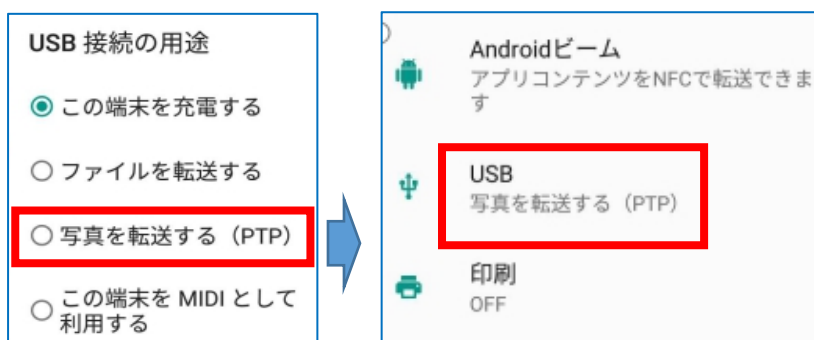 USB 接続の用途
この端末を充電する
ファイルを転送する
写真を転送する（PTP）
この端末を MIDI として
利用する
Androidビーム
アプリコンテンツをNFCで転送できま
す
USB
写真を転送する（PTP）
印刷
OFF